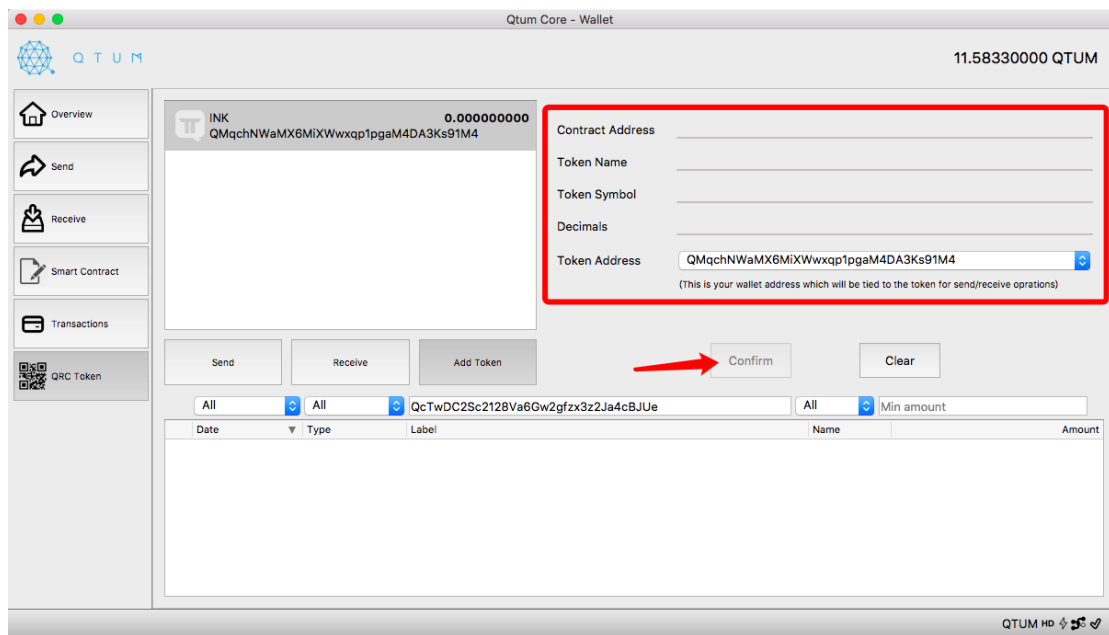 Qtum Core - Wallet
QTUM
11.58330000 QTUM
Overview
Send
Receive
Smart Contract
Transactions
QRC Token
INK 0.000000000
QMqchNWaMX6MiXWwxqp1pgaM4DA3Ks91M4
Contract Address
Token Name
Token Symbol
Decimals
Token Address QMqchNWaMX6MiXWwxqp1pgaM4DA3Ks91M4
(This is your wallet address which will be tied to the token for send/receive oprations)
Send Receive Add Token Confirm Clear
All All QcTwDC2Sc2128Va6Gw2gfzx3z2Ja4cBJUe All Min amount
Date Type Label Name Amount
QTUM HD